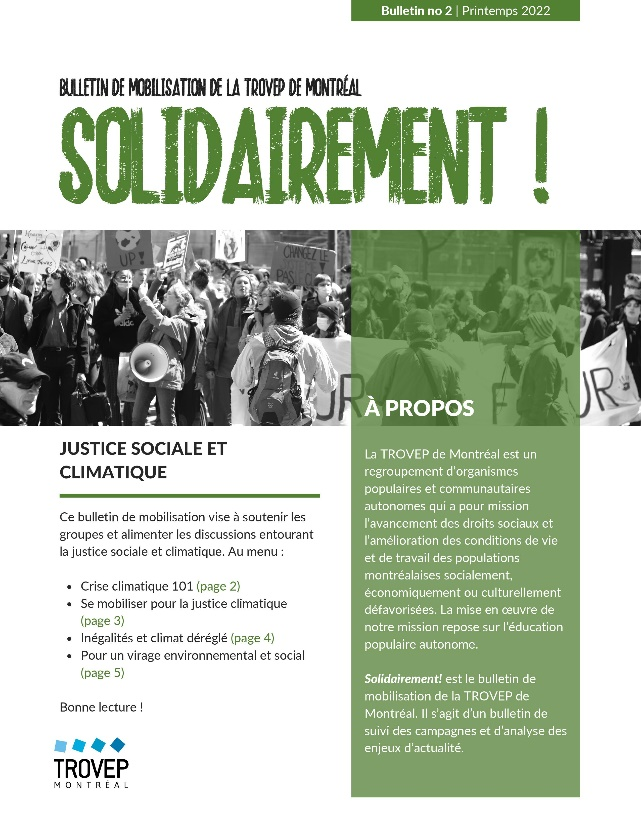 Bulletin no 2 | Printemps 2022
BULLETIN DE MOBILISATION DE LA TROVEP DE MONTRÉAL
SOLIDAIREMENT !
UP!
CHANGEZ LE
PAS LE
UR
F
UR
À PROPOS
JUSTICE SOCIALE ET
CLIMATIQUE
Ce bulletin de mobilisation vise à soutenir les
groupes et alimenter les discussions entourant
la justice sociale et climatique. Au menu :
• Crise climatique 101 (page 2)
• Se mobiliser pour la justice climatique
(page 3)
• Inégalités et climat déréglé (page 4)
• Pour un virage environnemental et social
(page 5)
Bonne lecture !
TROVEP
MONTRÉAL
La TROVEP de Montréal est un
regroupement d'organismes
populaires et communautaires
autonomes qui a pour mission
l'avancement des droits sociaux et
l'amélioration des conditions de vie
et de travail des populations
montréalaises socialement,
économiquement ou culturellement
défavorisées. La mise en œuvre de
notre mission repose sur l'éducation
populaire autonome.
Solidairement! est le bulletin de
mobilisation de la TROVEP de
Montréal. Il s'agit d'un bulletin de
suivi des campagnes et d'analyse des
enjeux d'actualité.